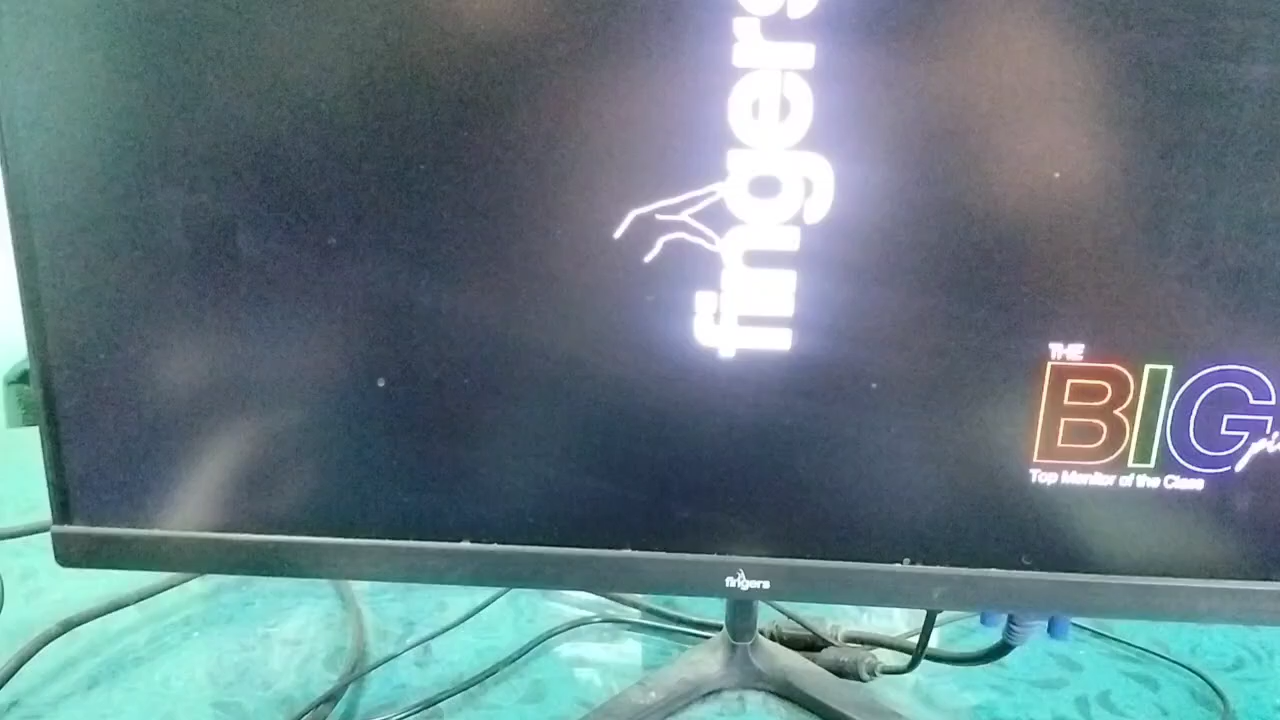 fingers
THE
BIG
Top Monitor of the Class
fingers